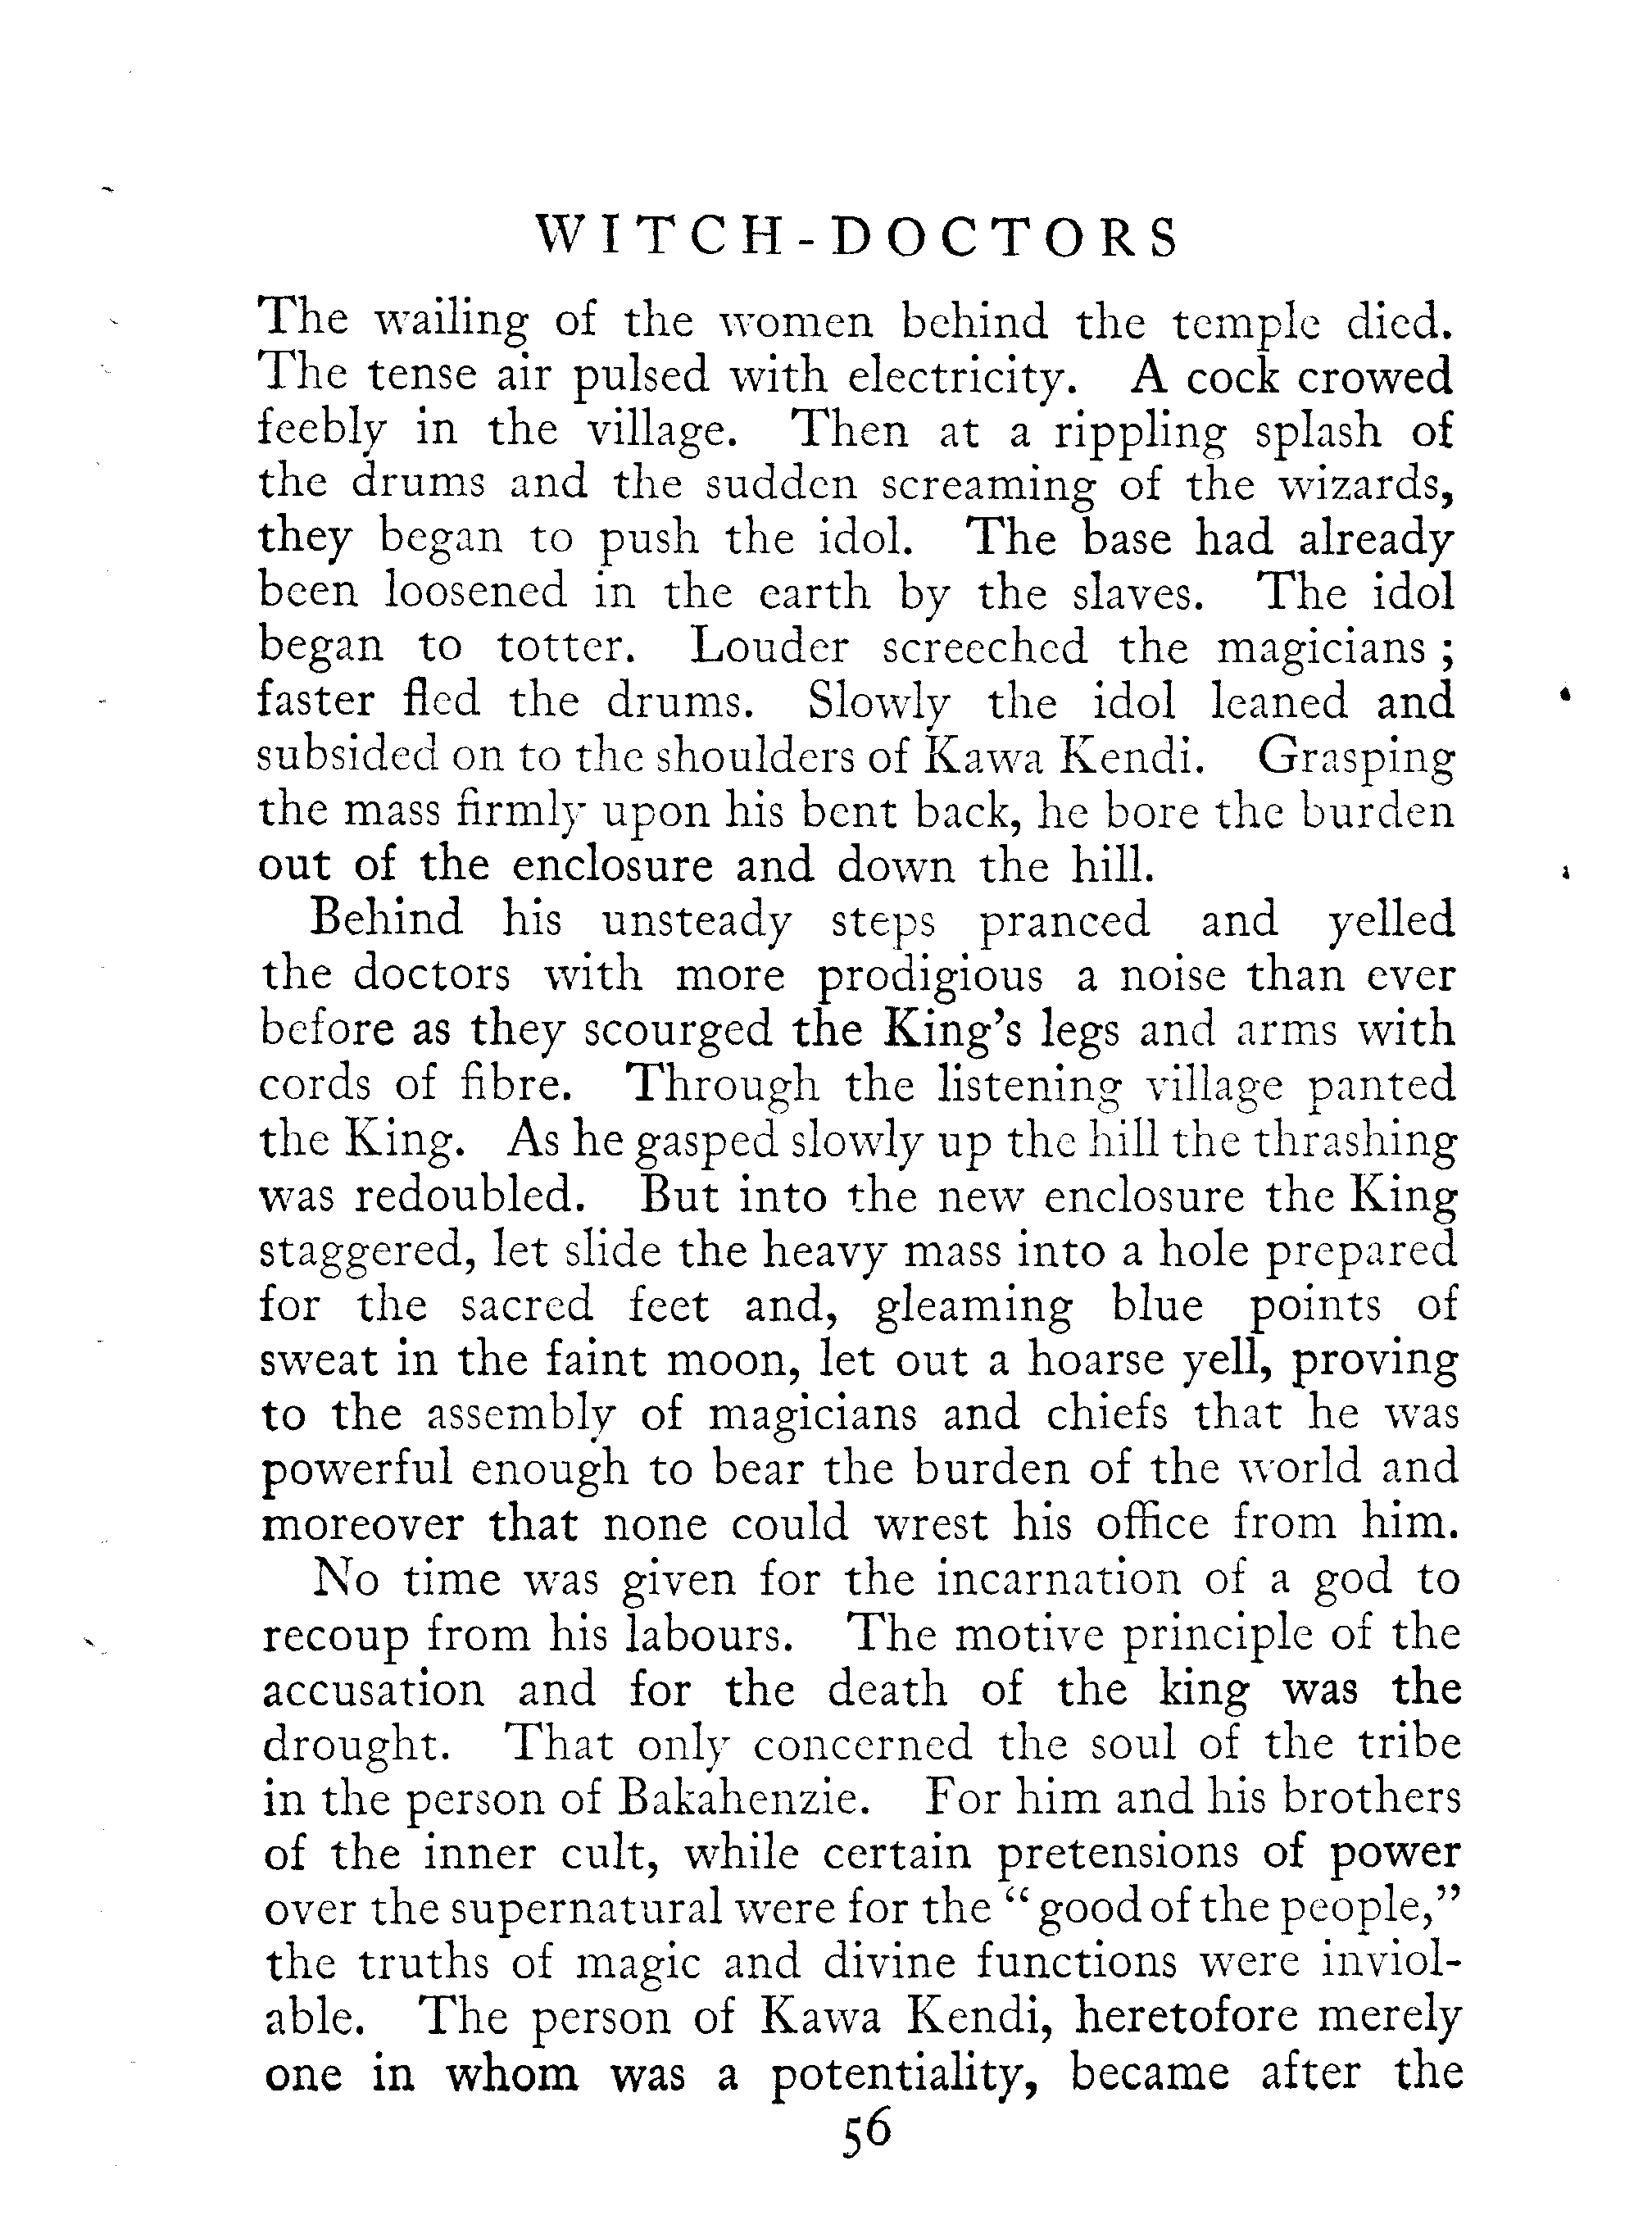 WITCH-DOCTORS
The wailing of the women behind the temple died.
The tense air pulsed with electricity. A cock crowed
feebly in the village. Then at a rippling splash of
the drums and the sudden screaming of the wizards,
they began to push the idol. The base had already
been loosened in the earth by the slaves. The idol
began to totter. Louder screeched the magicians ;
faster fled the drums. Slowly the idol leaned and
subsided on to the shoulders of Kawa Kendi. Grasping
the mass firmly upon his bent back, he bore the burden
out of the enclosure and down the hill.
Behind his unsteady steps pranced and yelled
the doctors with more prodigious a noise than ever
before as they scourged the King's legs and arms with
cords of fibre. Through the listening village panted
the King. As he gasped slowly up the hill the thrashing
was redoubled. But into the new enclosure the King
staggered, let slide the heavy mass into a hole prepared
for the sacred feet and, gleaming blue points of
sweat in the faint moon, let out a hoarse yell, proving
to the assembly of magicians and chiefs that he was
powerful enough to bear the burden of the world and
moreover that none could wrest his office from him.
No time was given for the incarnation of a god to
recoup from his labours. The motive principle of the
accusation and for the death of the king was the
drought. That only concerned the soul of the tribe
in the person of Bakahenzie. For him and his brothers
of the inner cult, while certain pretensions of power
over the supernatural were for the “good of the people,”
the truths of magic and divine functions were inviol-
able. The person of Kawa Kendi, heretofore merely
one in whom was a potentiality, became after the
56